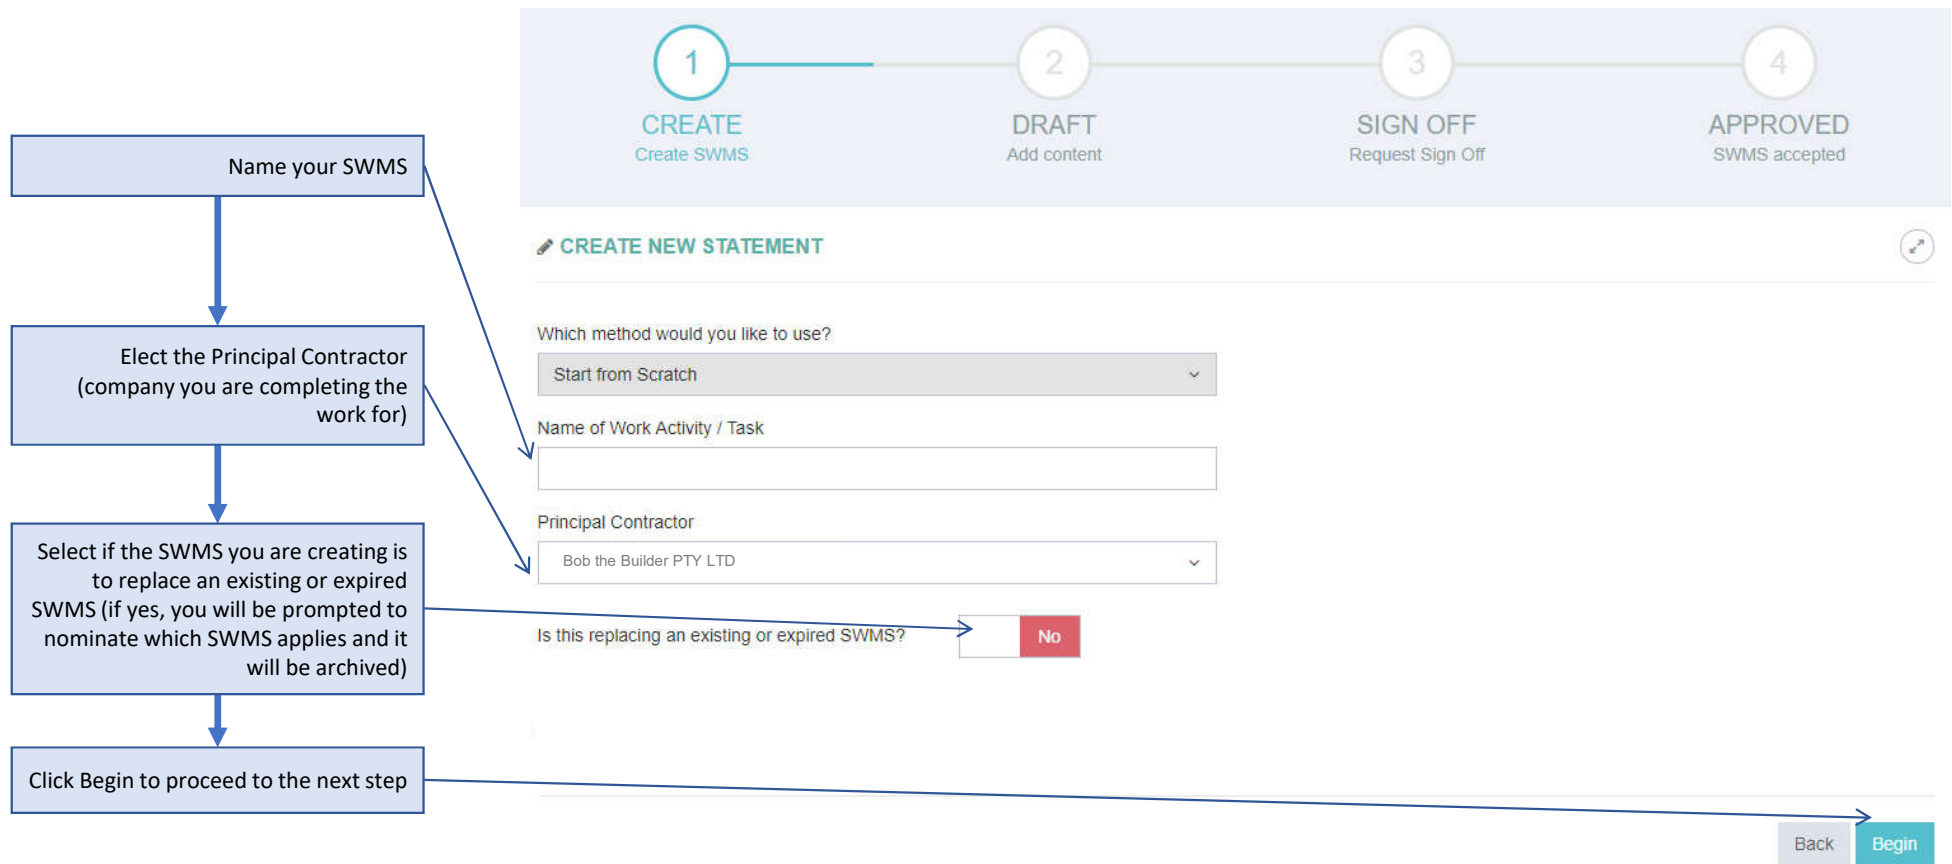 1
2
3
4
CREATE
DRAFT
SIGN OFF
APPROVED
Create SWMS
Add content
Request Sign Off
SWMS accepted
Name your SWMS
Elect the Principal Contractor
(company you are completing the
work for)
Select if the SWMS you are creating is
to replace an existing or expired
SWMS (if yes, you will be prompted to
nominate which SWMS applies and it
will be archived)
Click Begin to proceed to the next step
CREATE NEW STATEMENT
Which method would you like to use?
Start from Scratch
Name of Work Activity / Task
Principal Contractor
Bob the Builder PTY LTD
Is this replacing an existing or expired SWMS?
No
Back
Begin